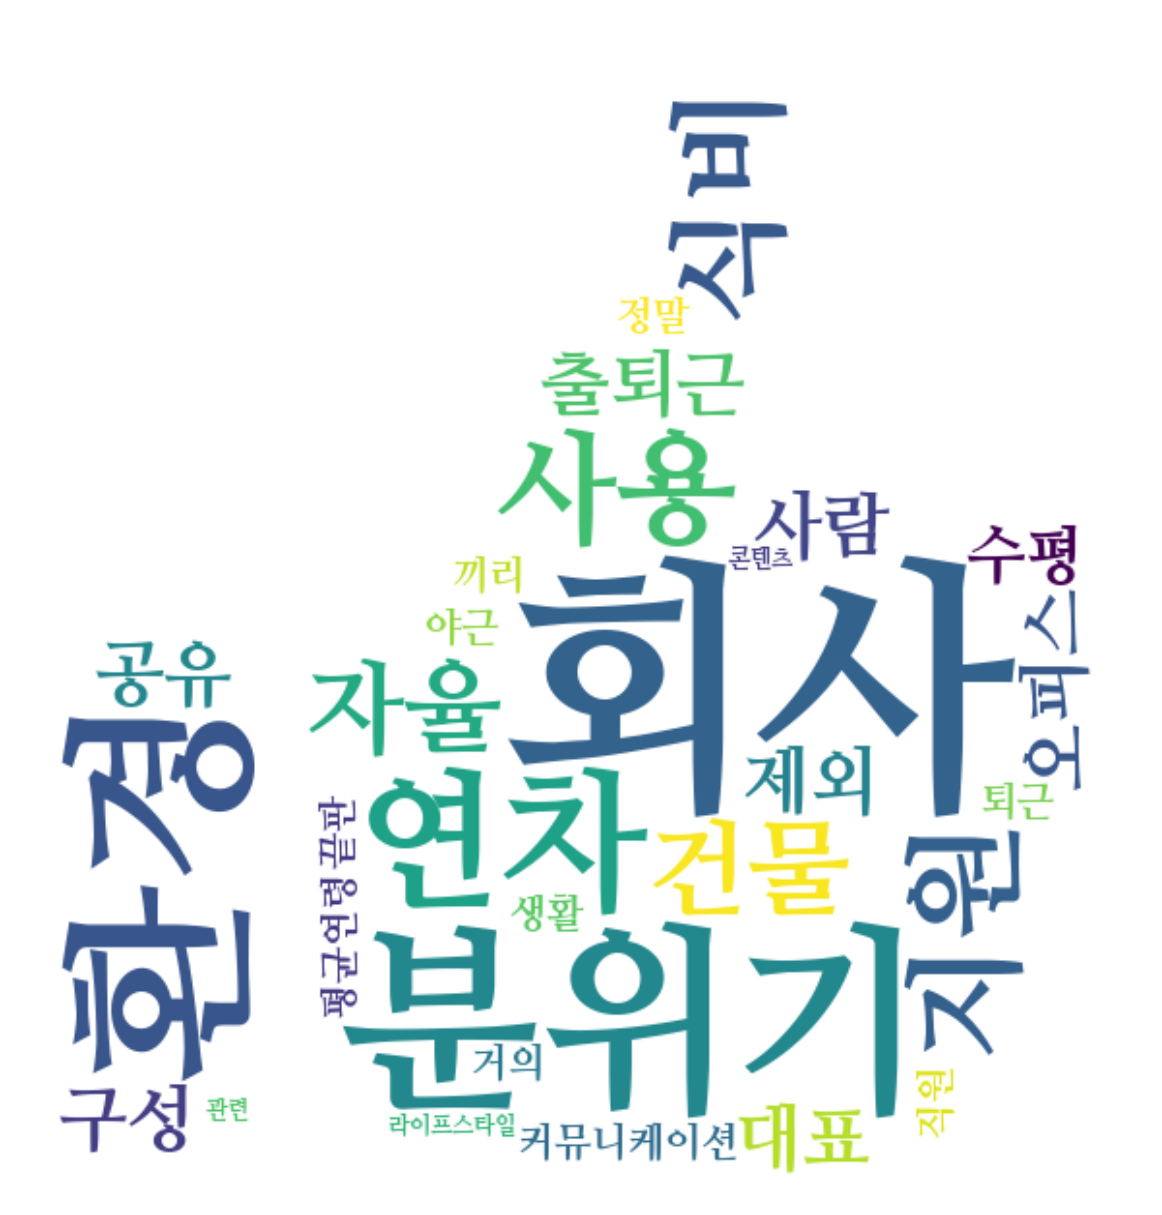 식비
정말
출퇴근
사용
사람
콘텐츠
수평
끼리
회사
오피스
야근
공유
자율
환경
제외
연차
퇴근
평균연령끝판
건물
지원
생활
분위기
거의
직원
구성
관련
라이프스타일
커뮤니케이션
대표